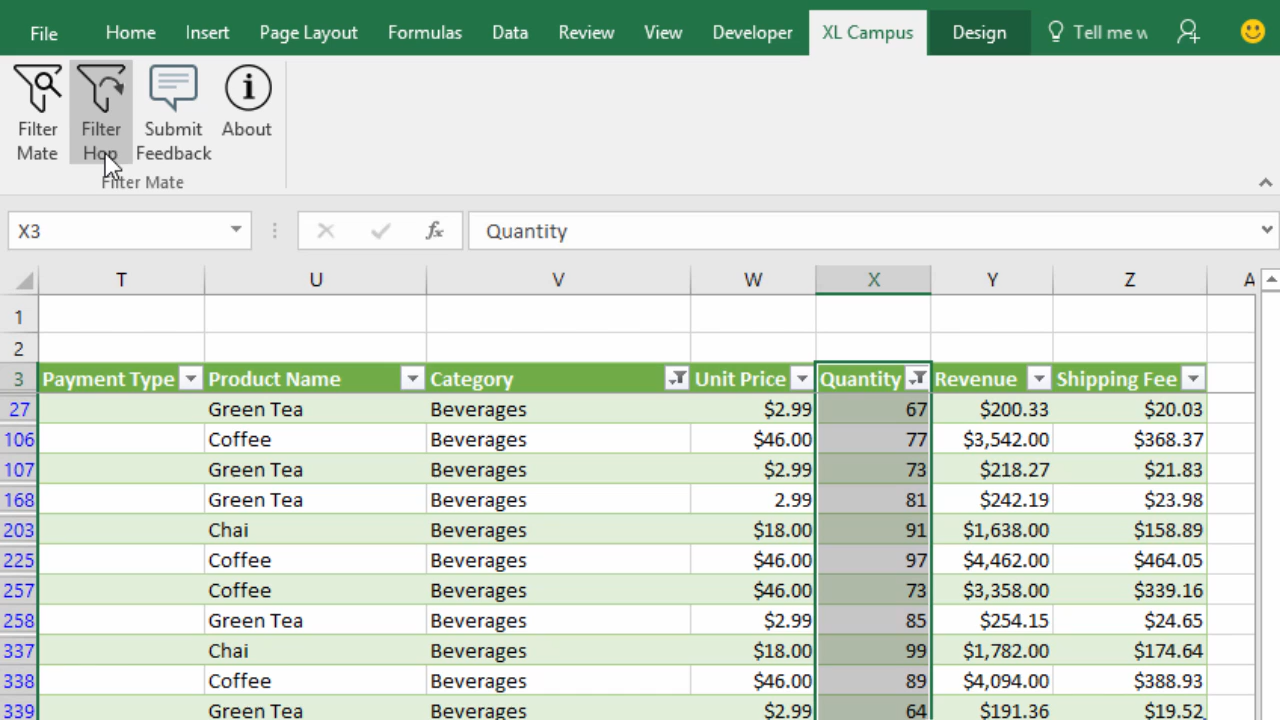 File Home Insert Page Layout Formulas Data Review View Developer XL Campus Design Tell me w
Filter Filter Submit About
Mate Hop Feedback
Filter Mate
X3 fx Quantity
T U V W X Y Z A
1
2
3 Payment Type Product Name Category Unit Price Quantity Revenue Shipping Fee
27 Green Tea Beverages $2.99 67 $200.33 $20.03
106 Coffee Beverages $46.00 77 $3,542.00 $368.37
107 Green Tea Beverages $2.99 73 $218.27 $21.83
168 Green Tea Beverages 2.99 81 $242.19 $23.98
203 Chai Beverages $18.00 91 $1,638.00 $158.89
225 Coffee Beverages $46.00 97 $4,462.00 $464.05
257 Coffee Beverages $46.00 73 $3,358.00 $339.16
258 Green Tea Beverages $2.99 85 $254.15 $24.65
337 Chai Beverages $18.00 99 $1,782.00 $174.64
338 Coffee Beverages $46.00 89 $4,094.00 $388.93
339 Green Tea Beverages $2.99 64 $191.36 $19.52